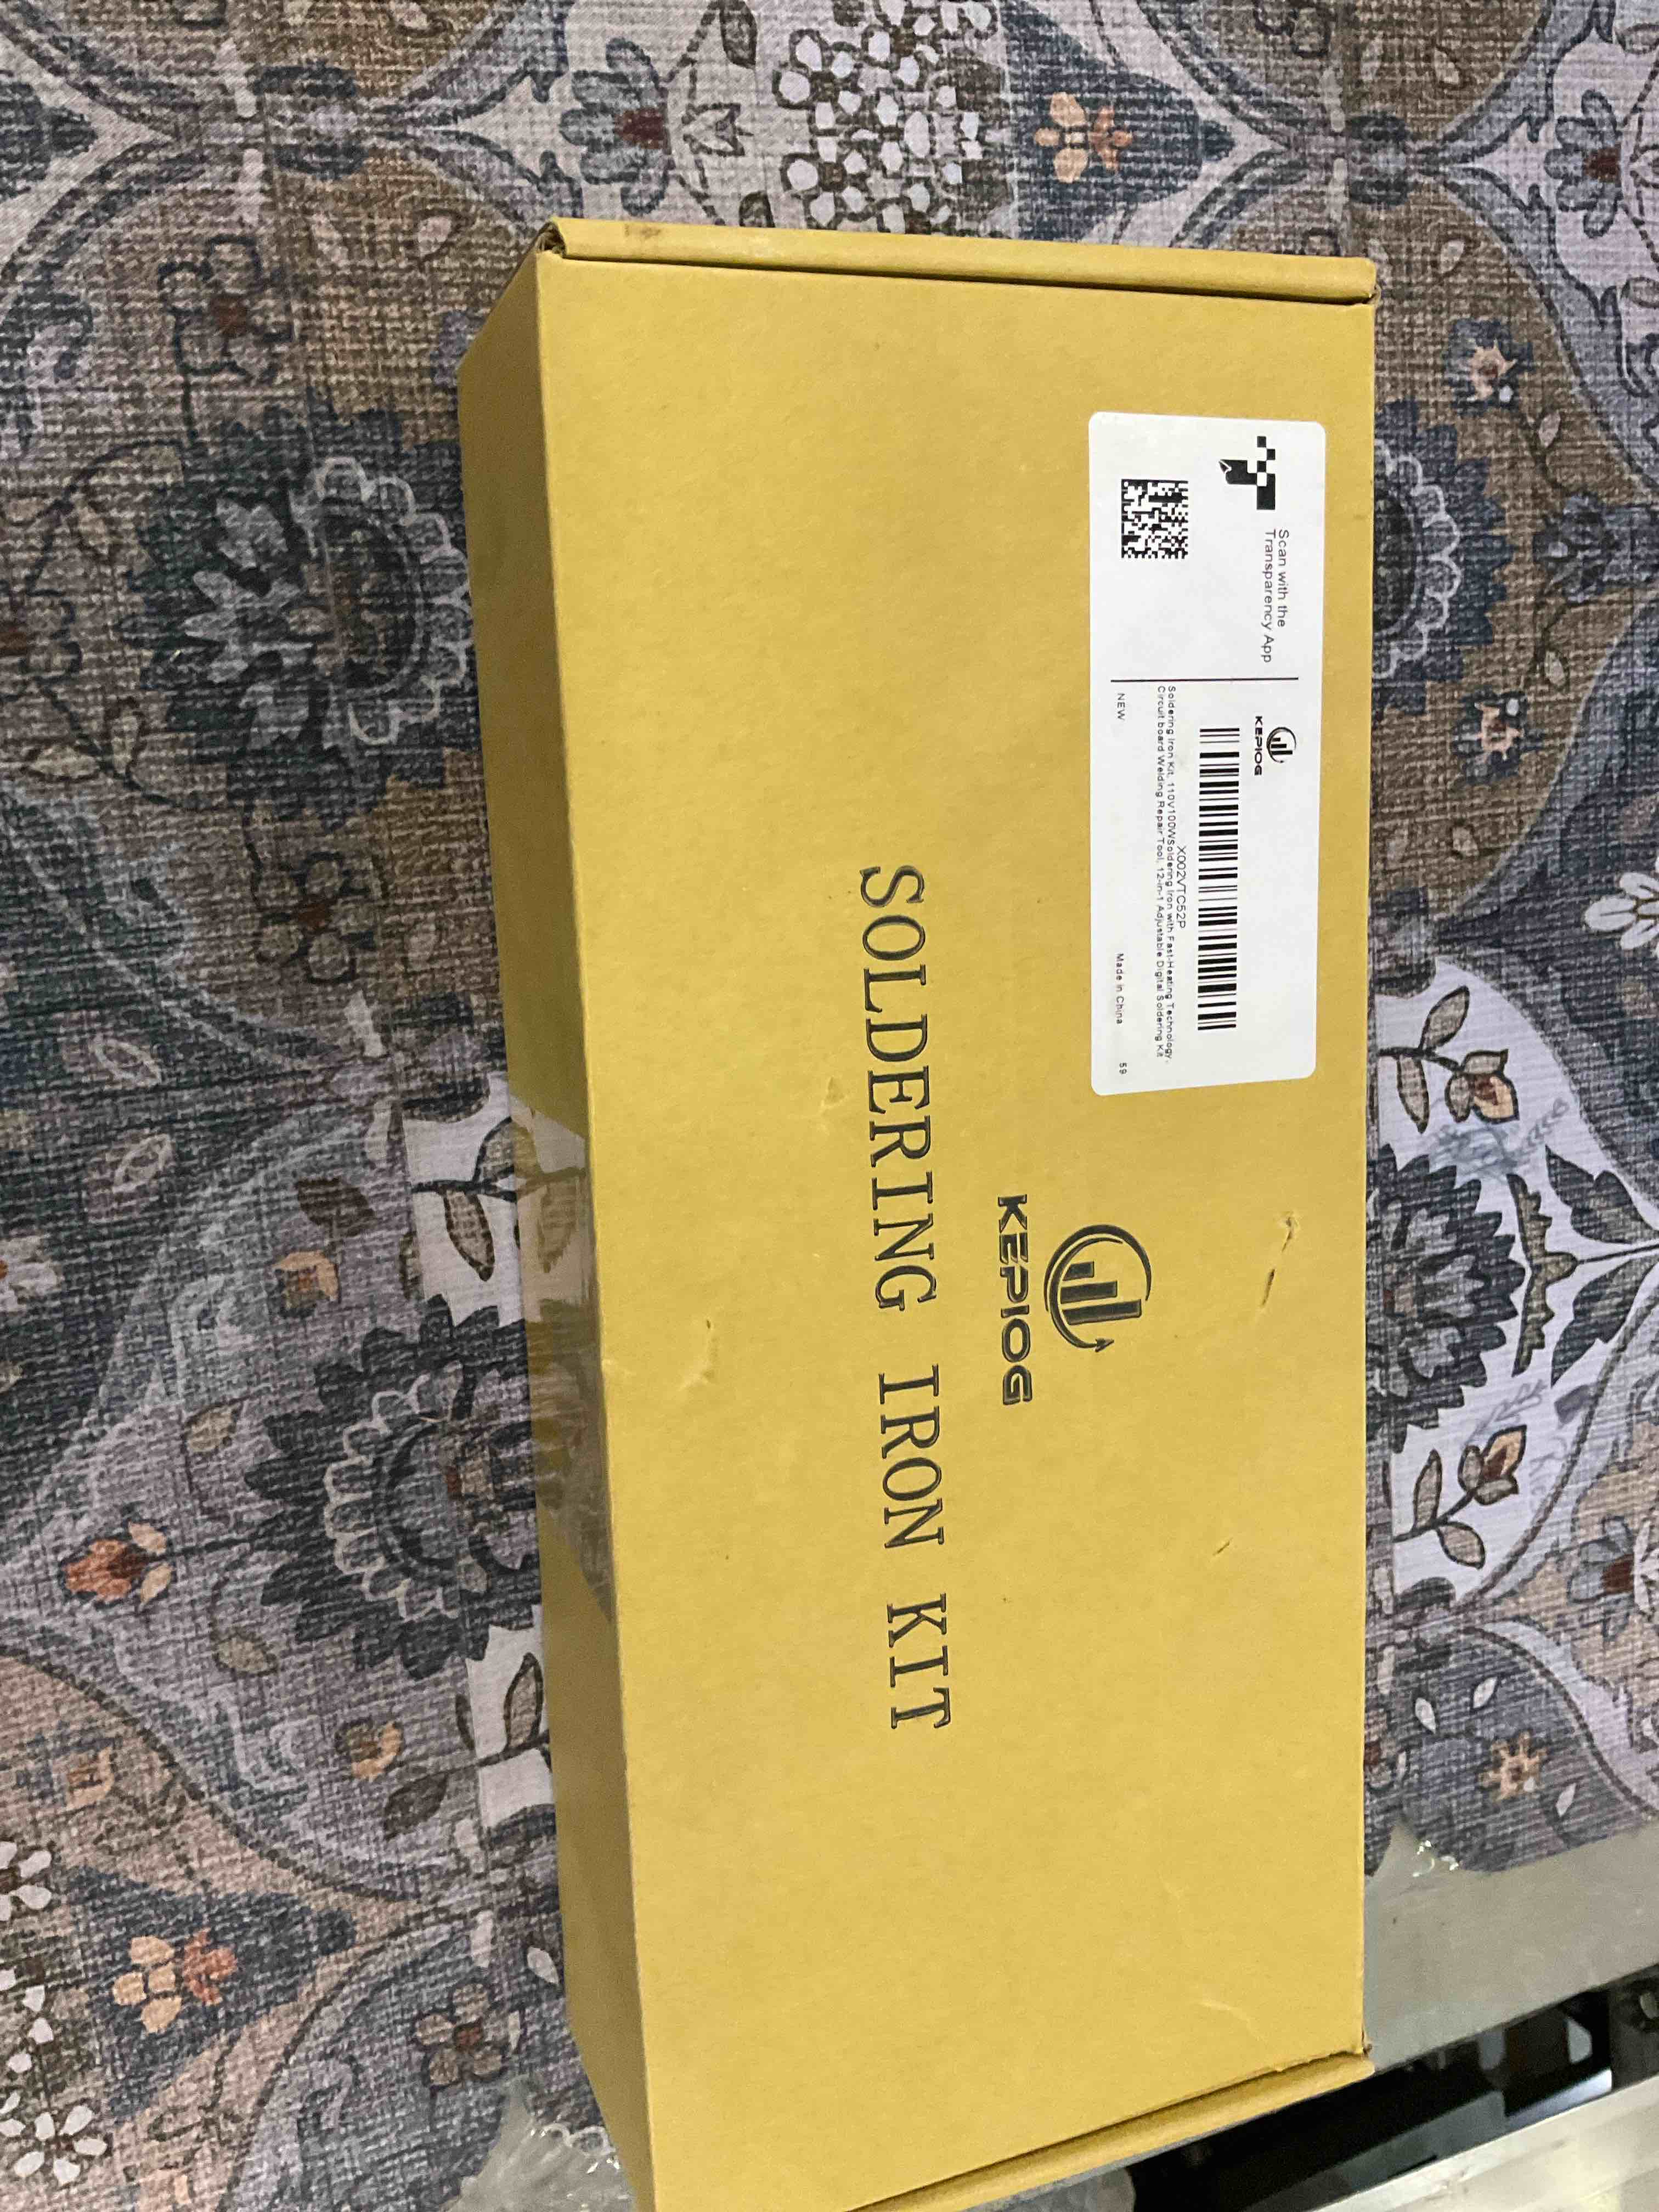 Scan with the
Transparency App
KEPIOG
X002VTC52P
Soldering Iron Kit, 110V100WSoldering Iron with Fast-Heating Technology,
Circuit board Welding Repair Tool, 12-in-1 Adjustable Digital Soldering Kit
NEW
Made in China
59
KEPIOG
SOLDERING IRON KIT